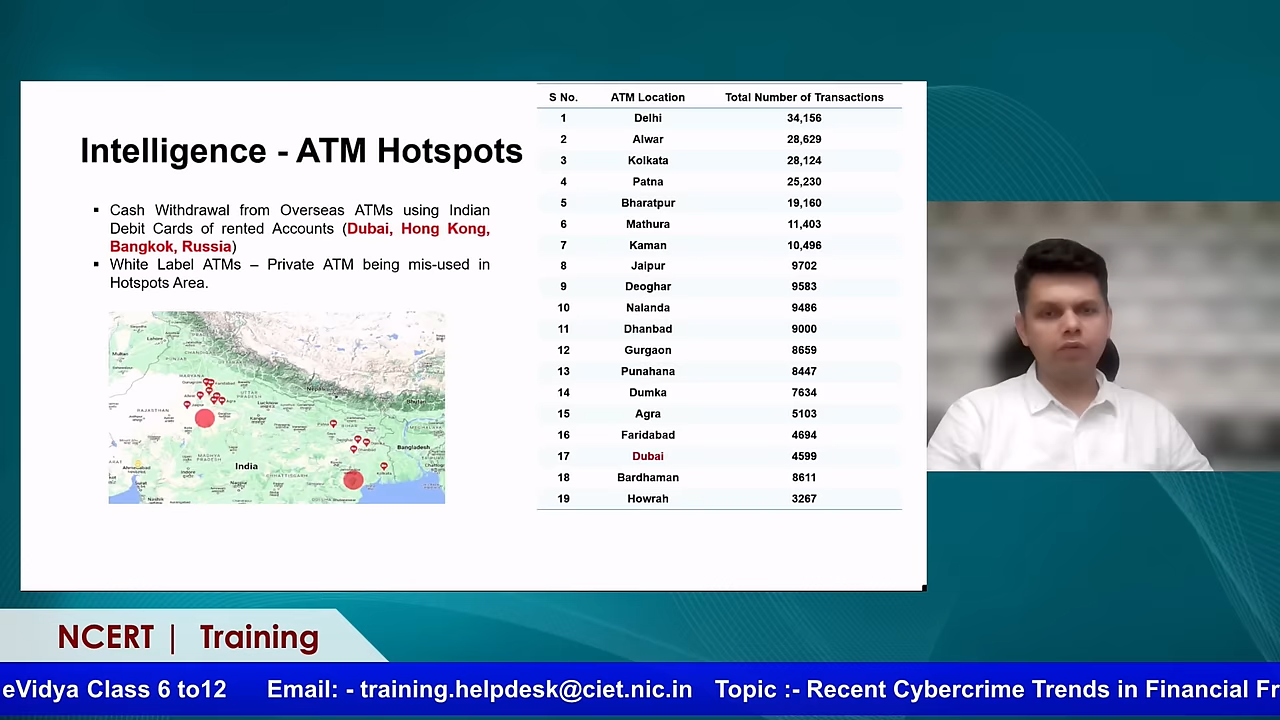 Intelligence - ATM Hotspots
▪ Cash Withdrawal from Overseas ATMs using Indian
Debit Cards of rented Accounts (Dubai, Hong Kong,
Bangkok, Russia)
▪ White Label ATMs – Private ATM being mis-used in
Hotspots Area.
India
Bangladesh
S No. ATM Location Total Number of Transactions
1 Delhi 34,156
2 Alwar 28,629
3 Kolkata 28,124
4 Patna 25,230
5 Bharatpur 19,160
6 Mathura 11,403
7 Kaman 10,496
8 Jaipur 9702
9 Deoghar 9583
10 Nalanda 9486
11 Dhanbad 9000
12 Gurgaon 8659
13 Punahana 8447
14 Dumka 7634
15 Agra 5103
16 Faridabad 4694
17 Dubai 4599
18 Bardhaman 8611
19 Howrah 3267
NCERT | Training
eVidya Class 6 to12 Email: - training.helpdesk@ciet.nic.in Topic :- Recent Cybercrime Trends in Financial Fr